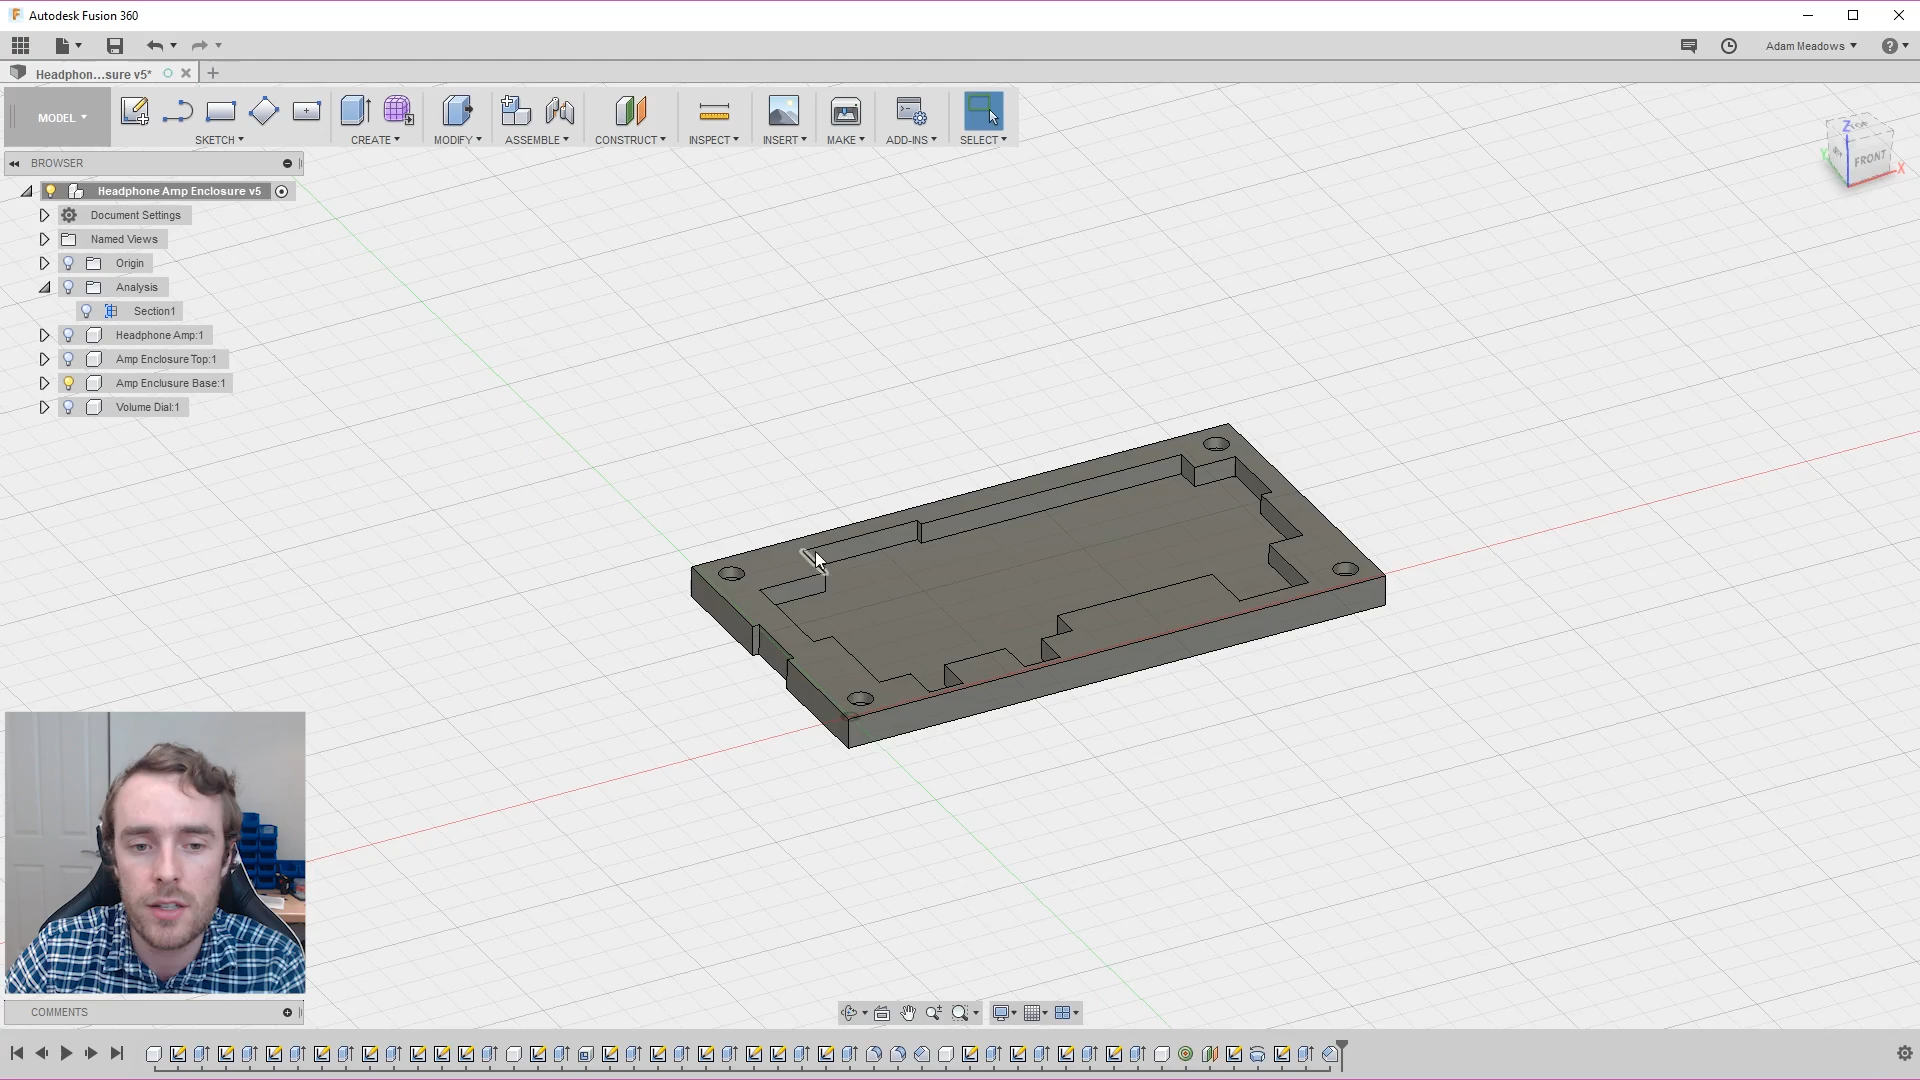 Autodesk Fusion 360
Adam Meadows
Headphon...sure v5*
MODEL
SKETCH
CREATE
MODIFY
ASSEMBLE
CONSTRUCT
INSPECT
INSERT
MAKE
ADD-INS
SELECT
BROWSER
Headphone Amp Enclosure v5
Document Settings
Named Views
Origin
Analysis
Section1
Headphone Amp:1
Amp Enclosure Top:1
Amp Enclusure Base:1
Volume Dial:1
Z
Y
X
FRONT
COMMENTS